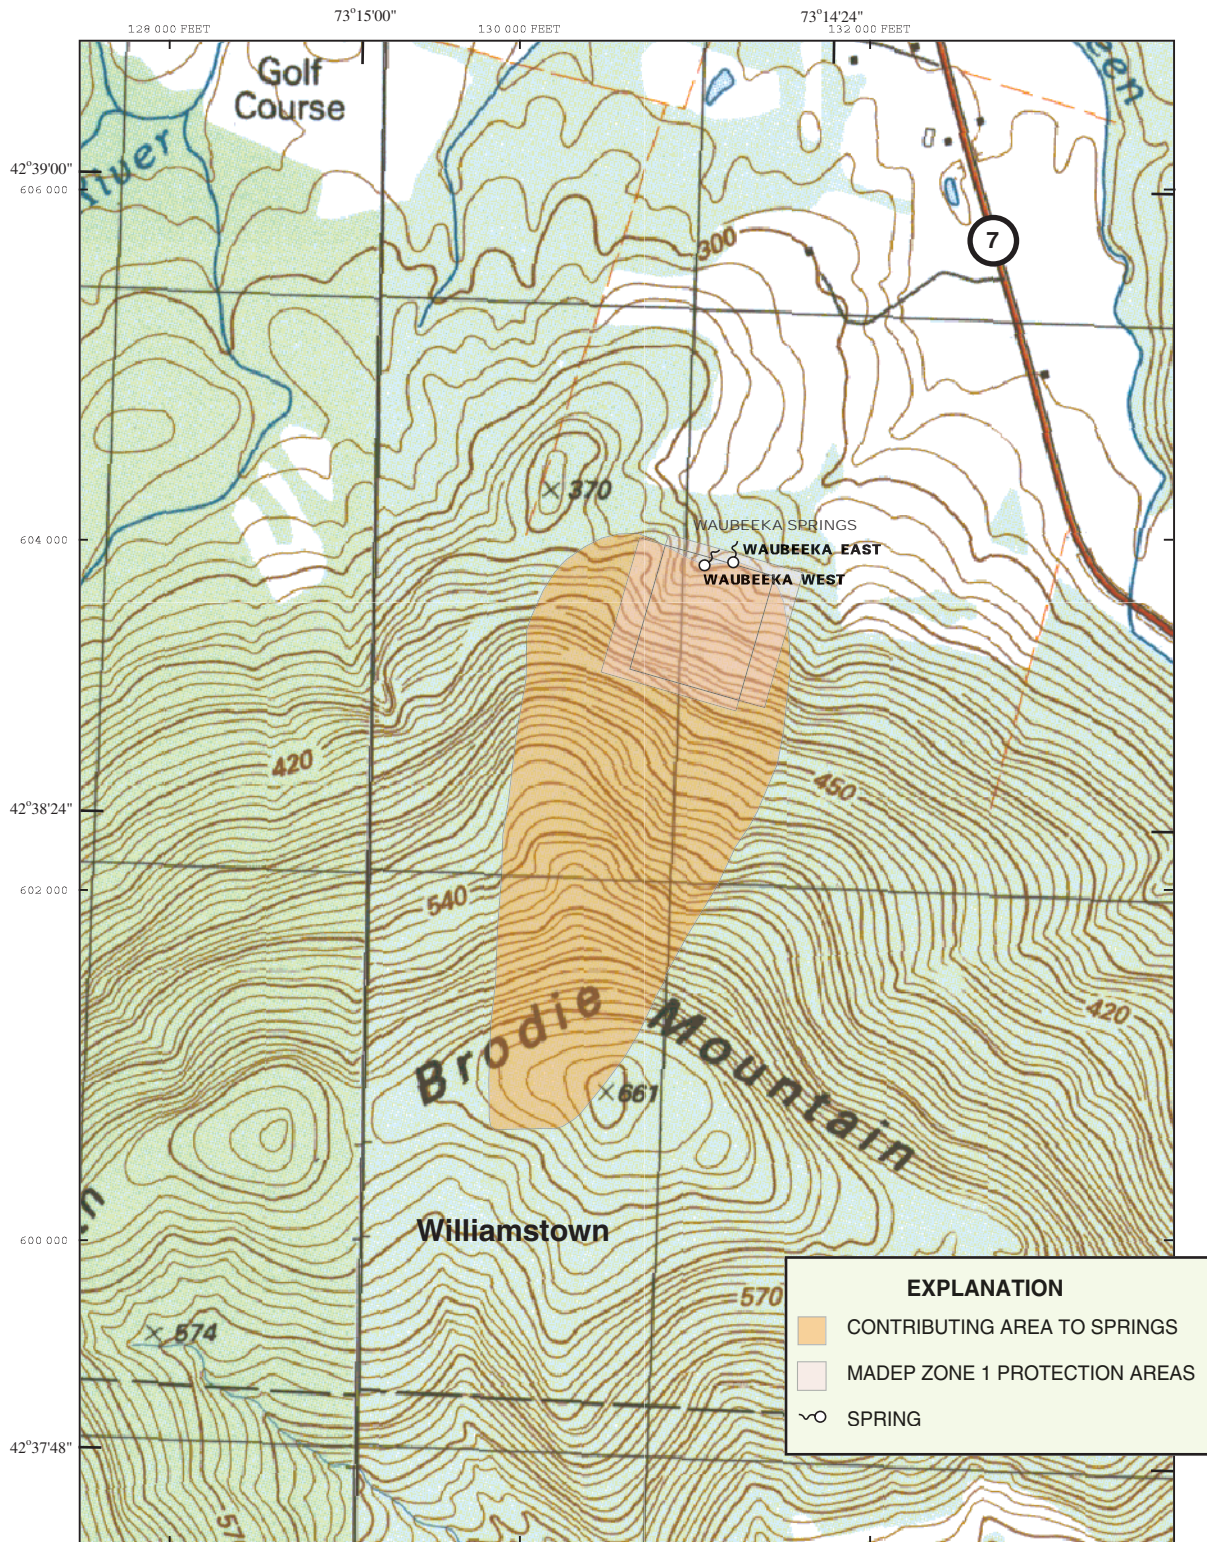 73°15'00"
73°14'24"
128 000 FEET
130 000 FEET
132 000 FEET
Golf
Course
een
42°39'00"
606 000
River
7
300
370
604 000
WAUBEEKA SPRINGS
WAUBEEKA EAST
WAUBEEKA WEST
420
450
42°38'24"
602 000
540
Brodie Mountain
420
661
n
Williamstown
600 000
570
574
42°37'48"
57
EXPLANATION
CONTRIBUTING AREA TO SPRINGS
MADEP ZONE 1 PROTECTION AREAS
SPRING